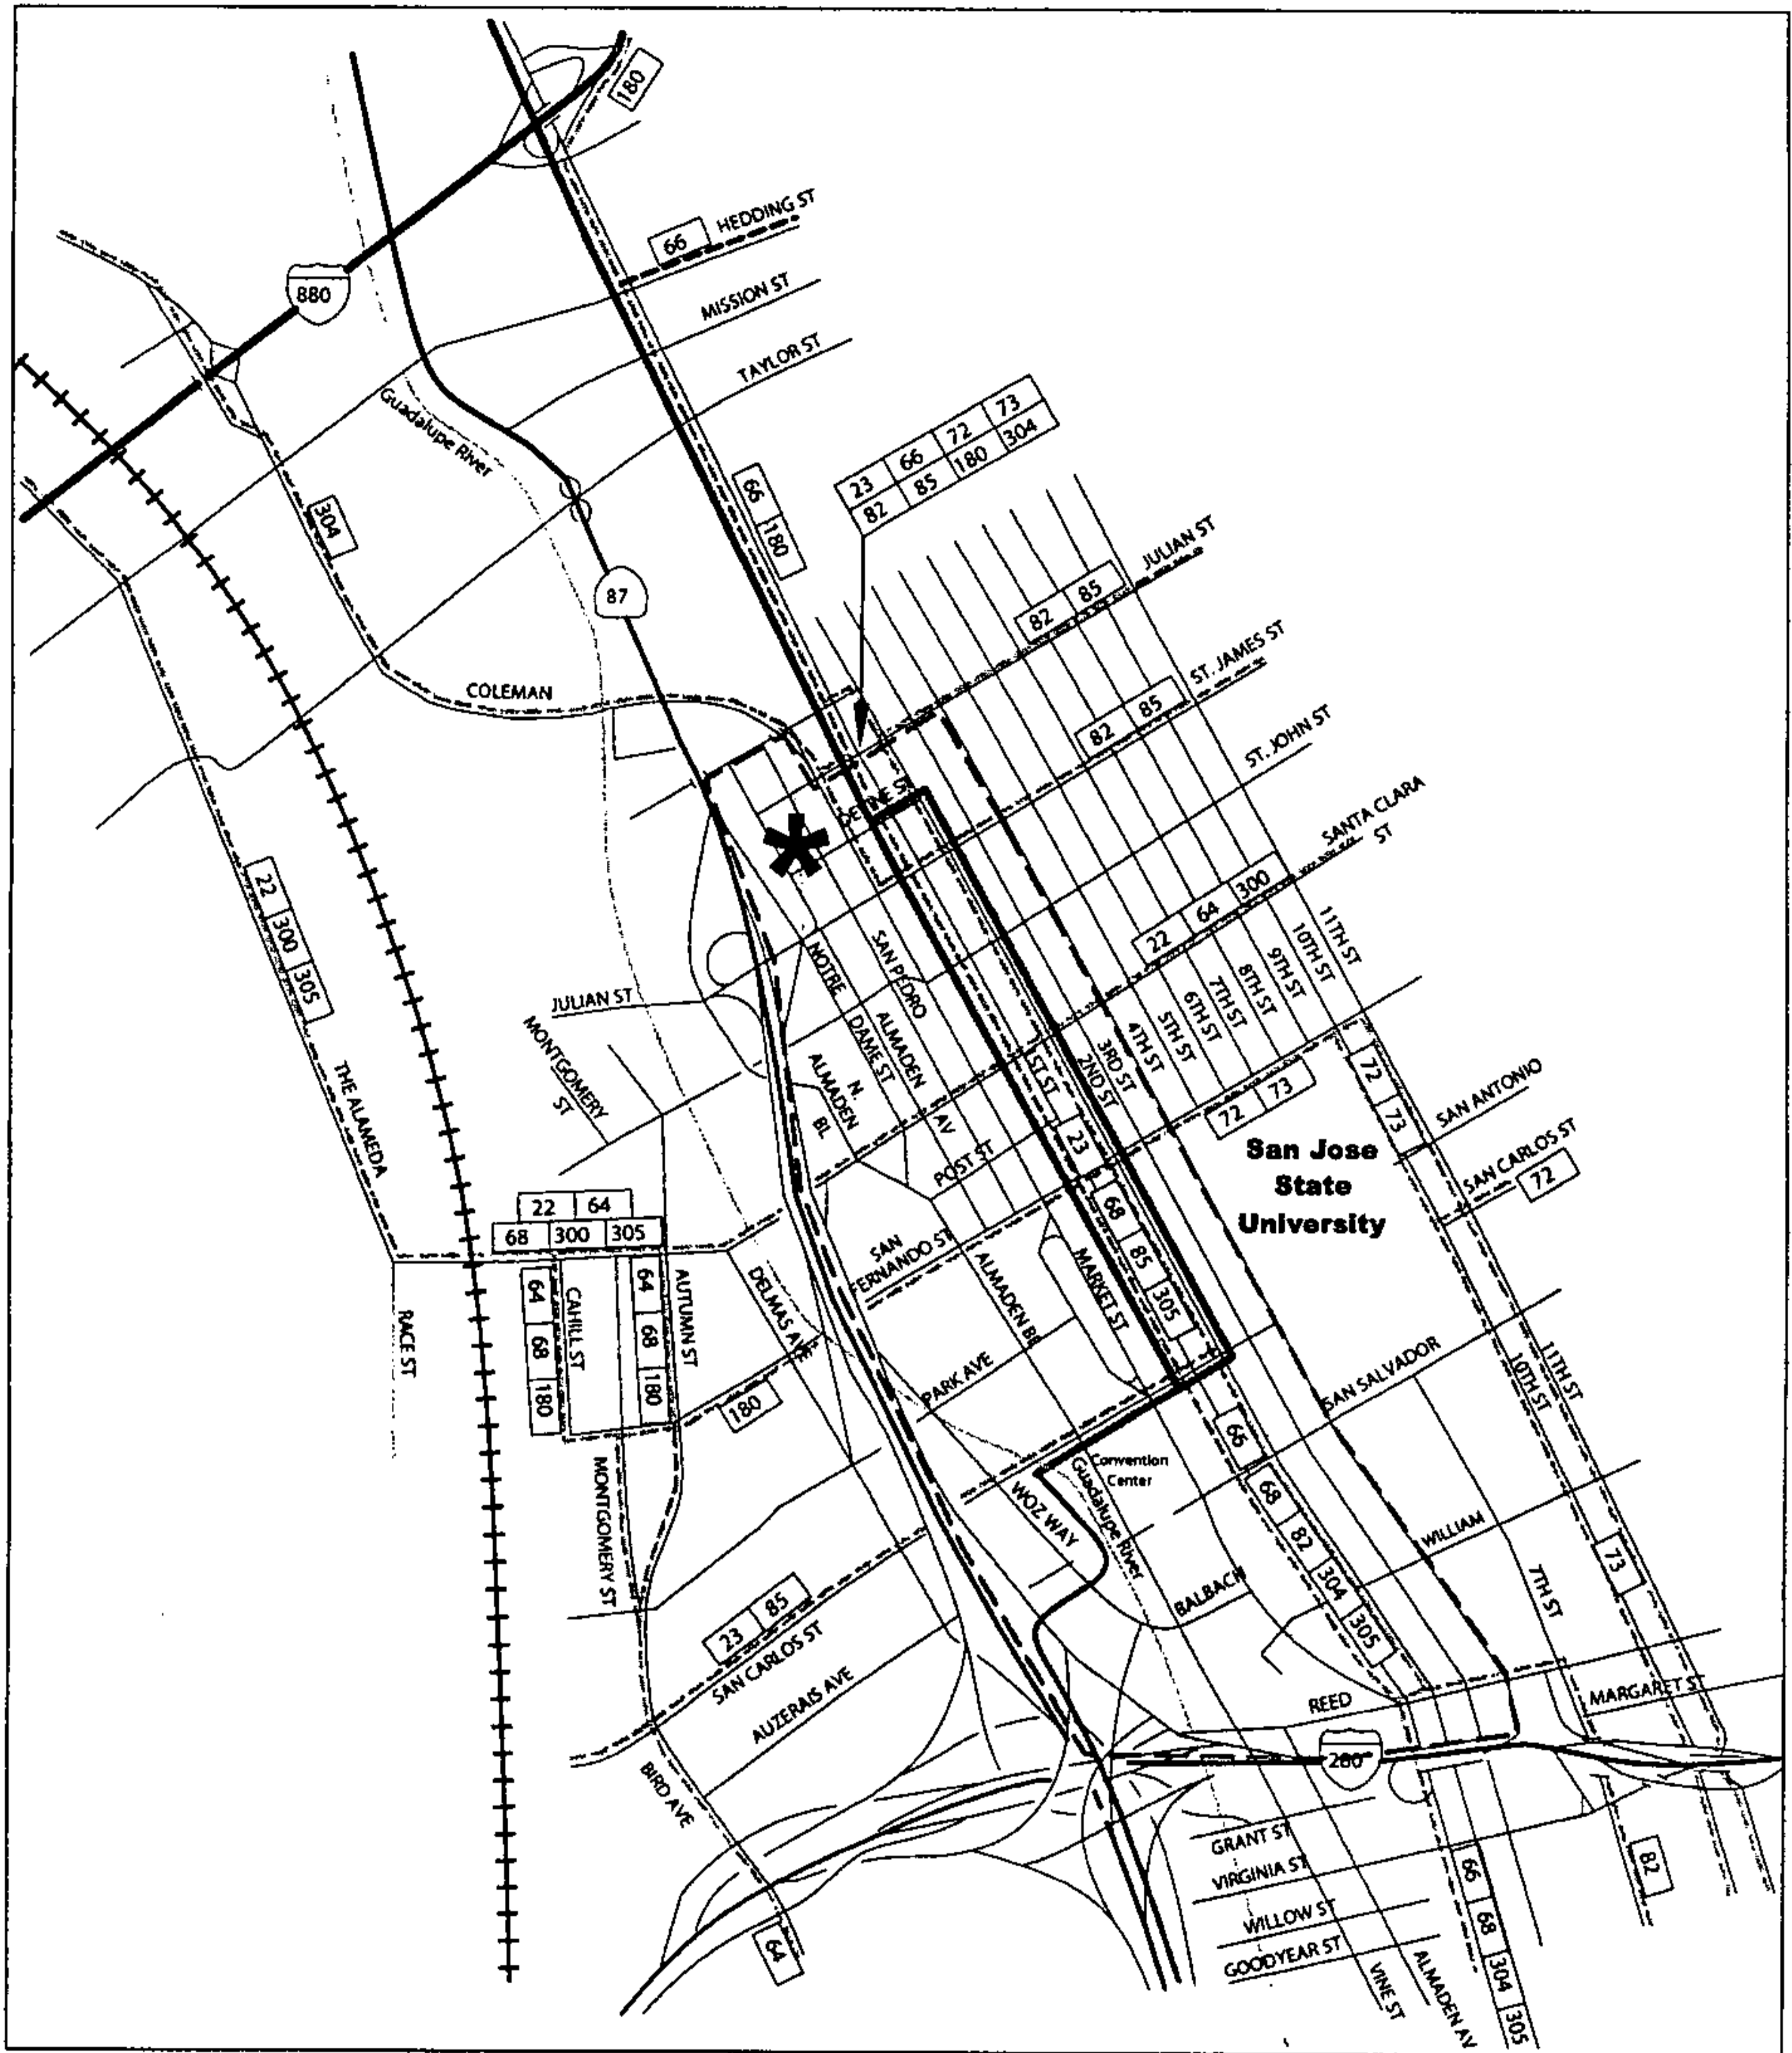 180
66
HEDDING ST
MISSION ST
TAYLOR ST
880
Guadalupe River
304
66 180
23 66 72 73
82 85 180 304
87
COLEMAN
82 85
JULIAN ST
82 85
ST. JAMES ST
ST. JOHN ST
SANTA CLARA
ST
22 64 300
22 300 305
THE ALAMEDA
JULIAN ST
MONTGOMERY
ST
NOTRE
DAME ST
SAN PEDRO
ALMADEN
AV
N.
ALMADEN
BL
POST ST
1ST ST
2ND ST
3RD ST
4TH ST
5TH ST
6TH ST
7TH ST
8TH ST
9TH ST
10TH ST
11TH ST
72 73
72 73
SAN ANTONIO
SAN CARLOS ST
72
San Jose
State
University
23
68 85 305
22 64
68 300 305
64 68 180
CAHILL ST
64 68 180
AUTUMN ST
DELMAS AVE
SAN
FERNANDO ST
ALMADEN BL
MARKET ST
PARK AVE
RACE ST
180
MONTGOMERY ST
Convention
Center
Guadalupe River
WOZ WAY
BALBACH
66
68 82 304 305
SAN SALVADOR
WILLIAM
7TH ST
10TH ST
11TH ST
73
23 85
SAN CARLOS ST
AUZERAIS AVE
BIRD AVE
64
REED
MARGARET ST
280
GRANT ST
VIRGINIA ST
WILLOW ST
GOODYEAR ST
VINE ST
ALMADEN AV
66 68 304 305
82